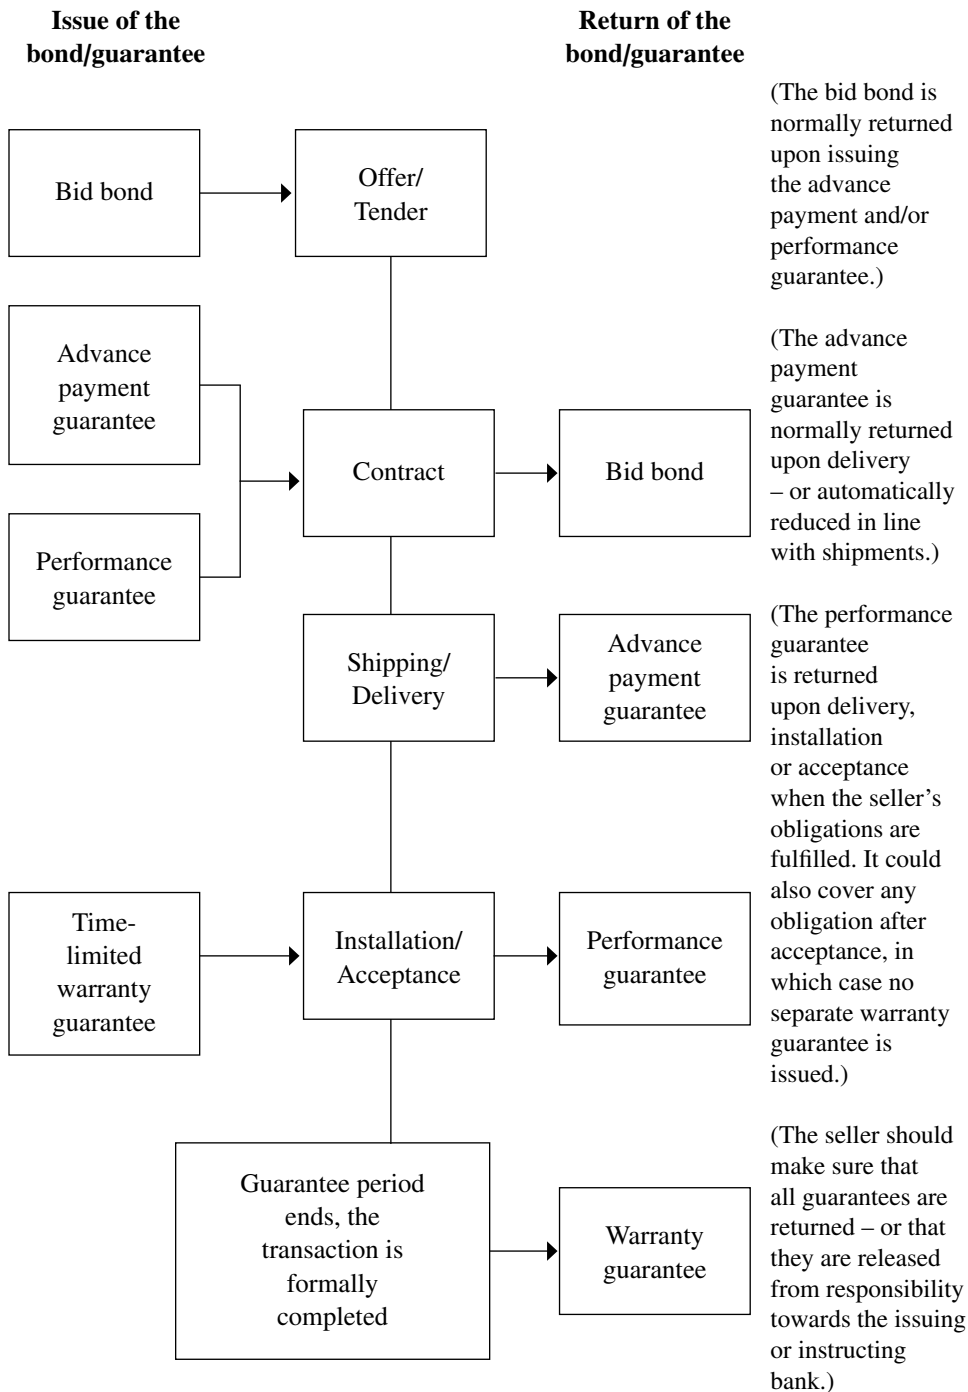 Issue of the
bond/guarantee
Return of the
bond/guarantee
(The bid bond is
normally returned
upon issuing
the advance
payment and/or
performance
guarantee.)
Bid bond
Offer/
Tender
Advance
payment
guarantee
(The advance
payment
guarantee is
normally returned
upon delivery
– or automatically
reduced in line
with shipments.)
Contract
Bid bond
Performance
guarantee
Shipping/
Delivery
Advance
payment
guarantee
(The performance
guarantee
is returned
upon delivery,
installation
or acceptance
when the seller’s
obligations are
fulfilled. It could
also cover any
obligation after
acceptance, in
which case no
separate warranty
guarantee is
issued.)
Time-
limited
warranty
guarantee
Installation/
Acceptance
Performance
guarantee
Guarantee period
ends, the
transaction is
formally
completed
Warranty
guarantee
(The seller should
make sure that
all guarantees are
returned – or that
they are released
from responsibility
towards the issuing
or instructing
bank.)